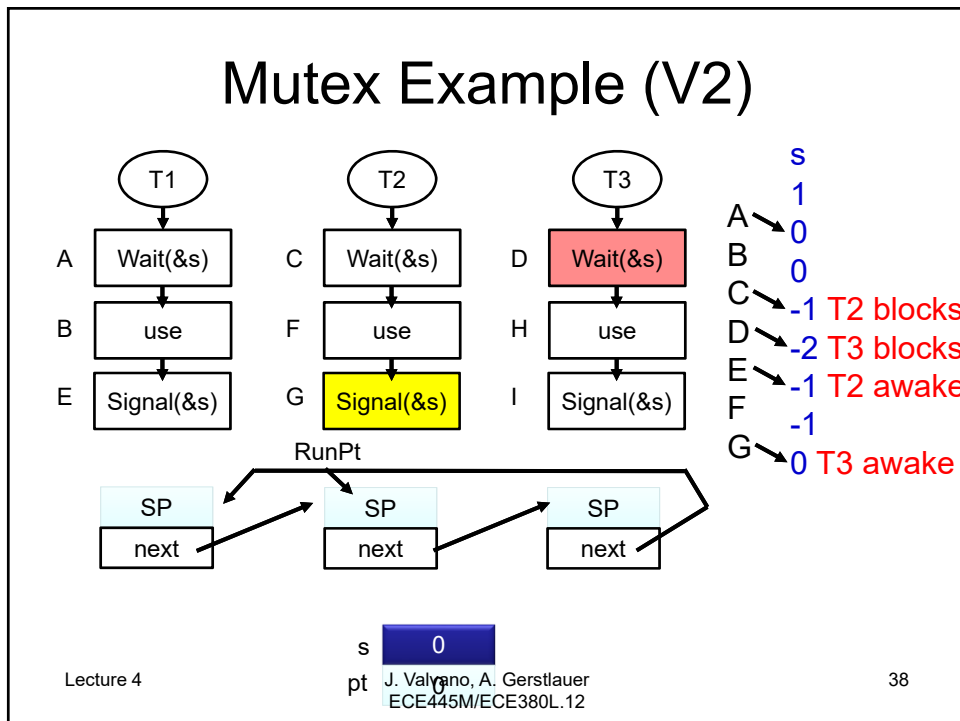 Mutex Example (V2)
T1
T2
T3
A
Wait(&s)
C
Wait(&s)
D
Wait(&s)
B
use
F
use
H
use
E
Signal(&s)
G
Signal(&s)
I
Signal(&s)
s
1
A
0
B
0
C
-1 T2 blocks
D
-2 T3 blocks
E
-1 T2 awake
F
-1
G
0 T3 awake
RunPt
SP
SP
SP
next
next
next
s
0
pt
0
Lecture 4
J. Valvano, A. Gerstlauer
ECE445M/ECE380L.12
38